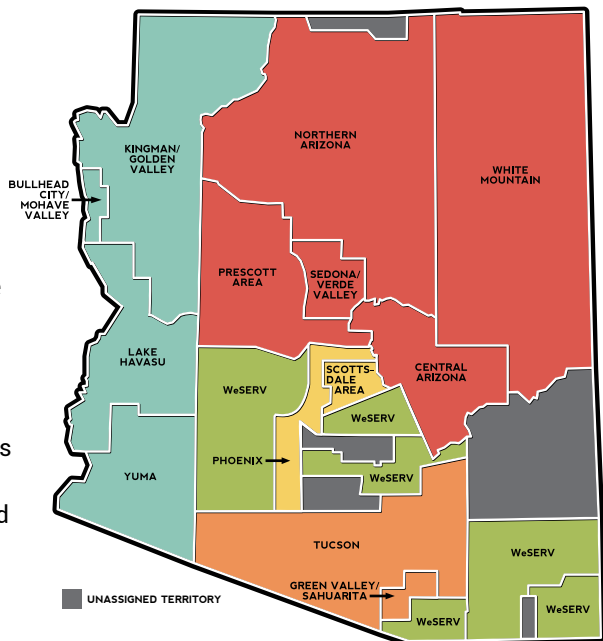 NORTHERN
ARIZONA
KINGMAN/
GOLDEN
VALLEY
WHITE
MOUNTAIN
BULLHEAD
CITY/
MOHAVE
VALLEY
PRESCOTT
AREA
SEDONA/
VERDE
VALLEY
LAKE
HAVASU
CENTRAL
ARIZONA
SCOTTS-
DALE
AREA
WeSERV
WeSERV
s
PHOENIX
YUMA
WeSERV
d
TUCSON
WeSERV
GREEN VALLEY/
SAHUARITA
UNASSIGNED TERRITORY
WeSERV
WeSERV